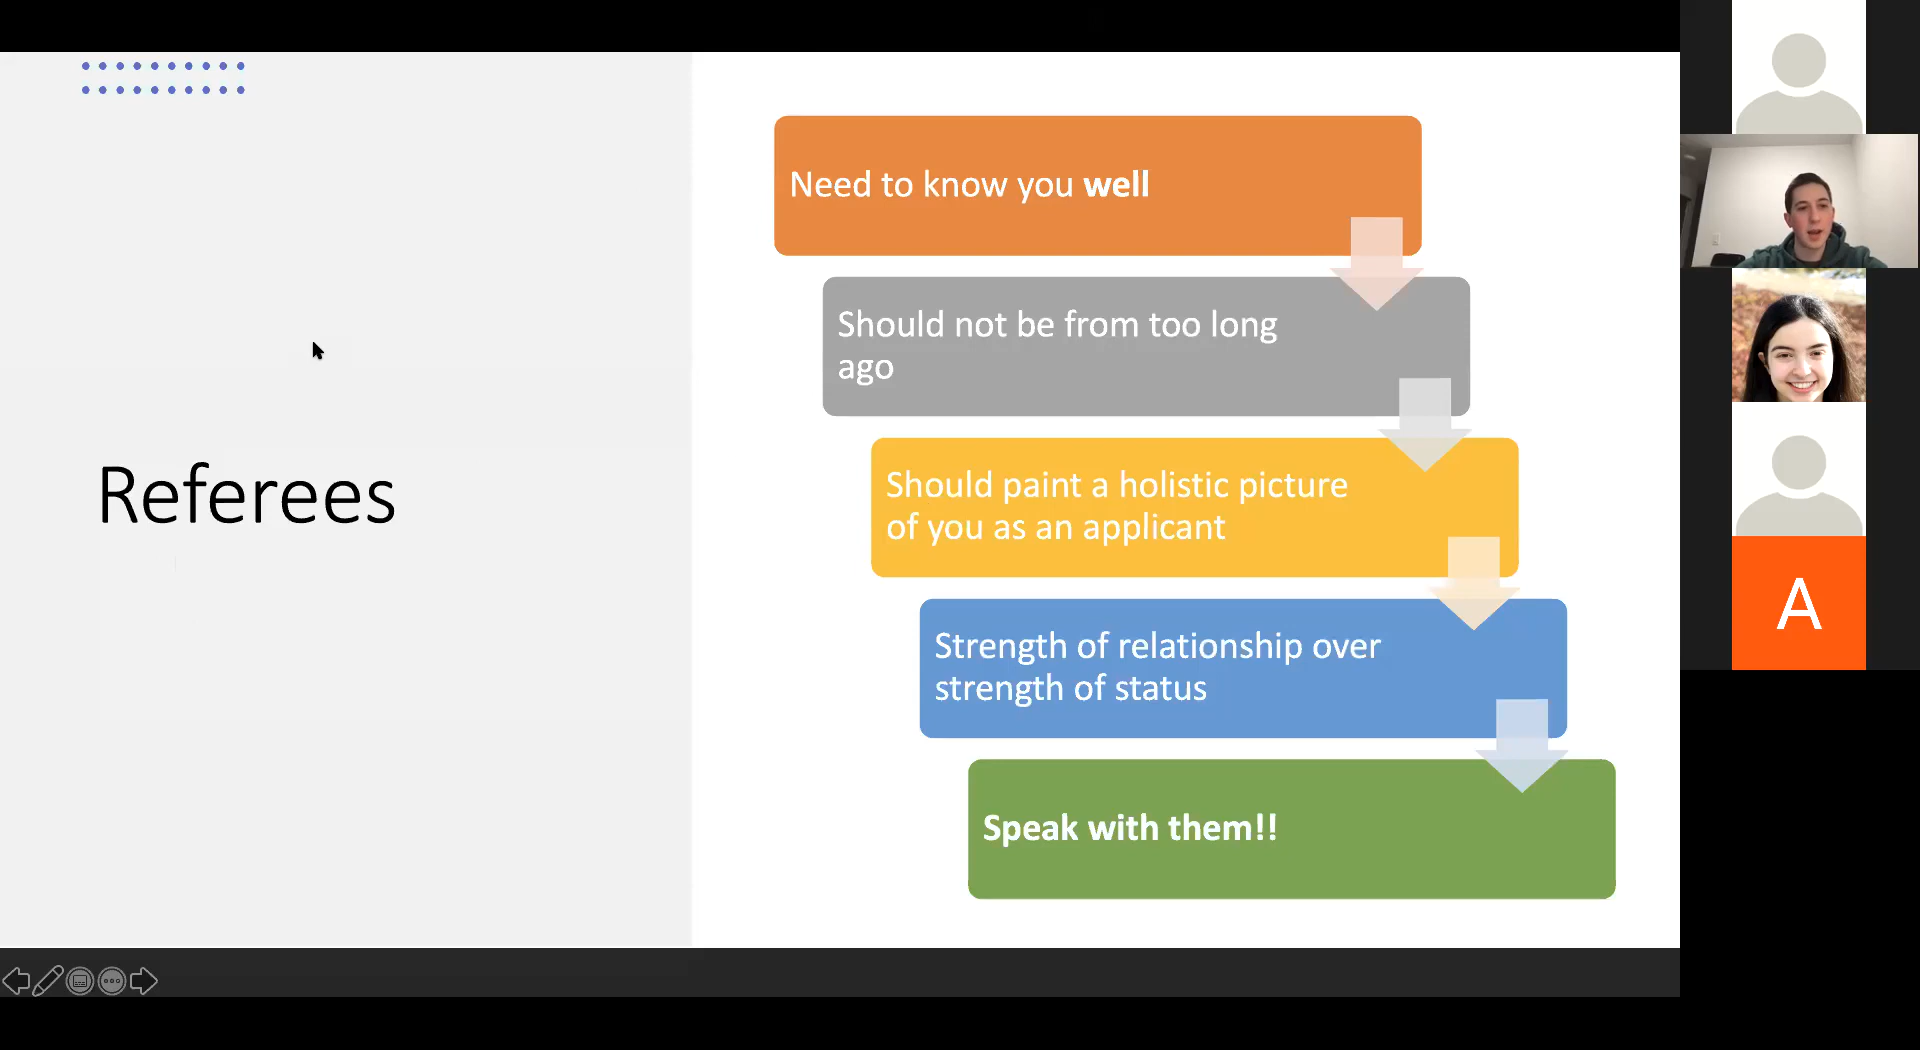 Referees
Need to know you well
Should not be from too long
ago
Should paint a holistic picture
of you as an applicant
Strength of relationship over
strength of status
Speak with them!!
A